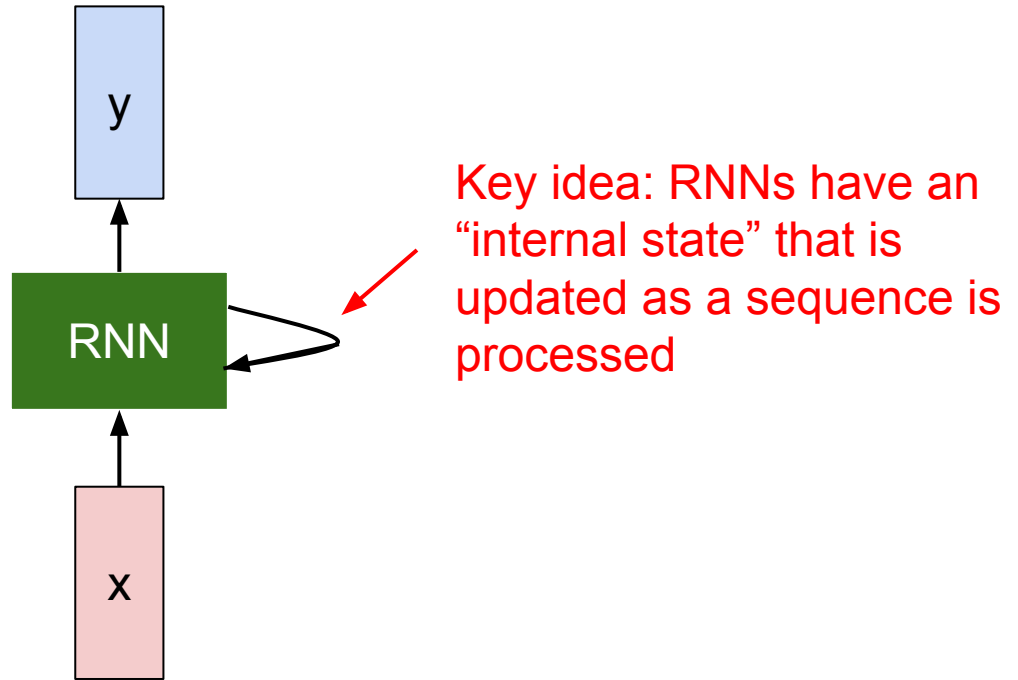 y
Key idea: RNNs have an
“internal state” that is
updated as a sequence is
processed
RNN
x